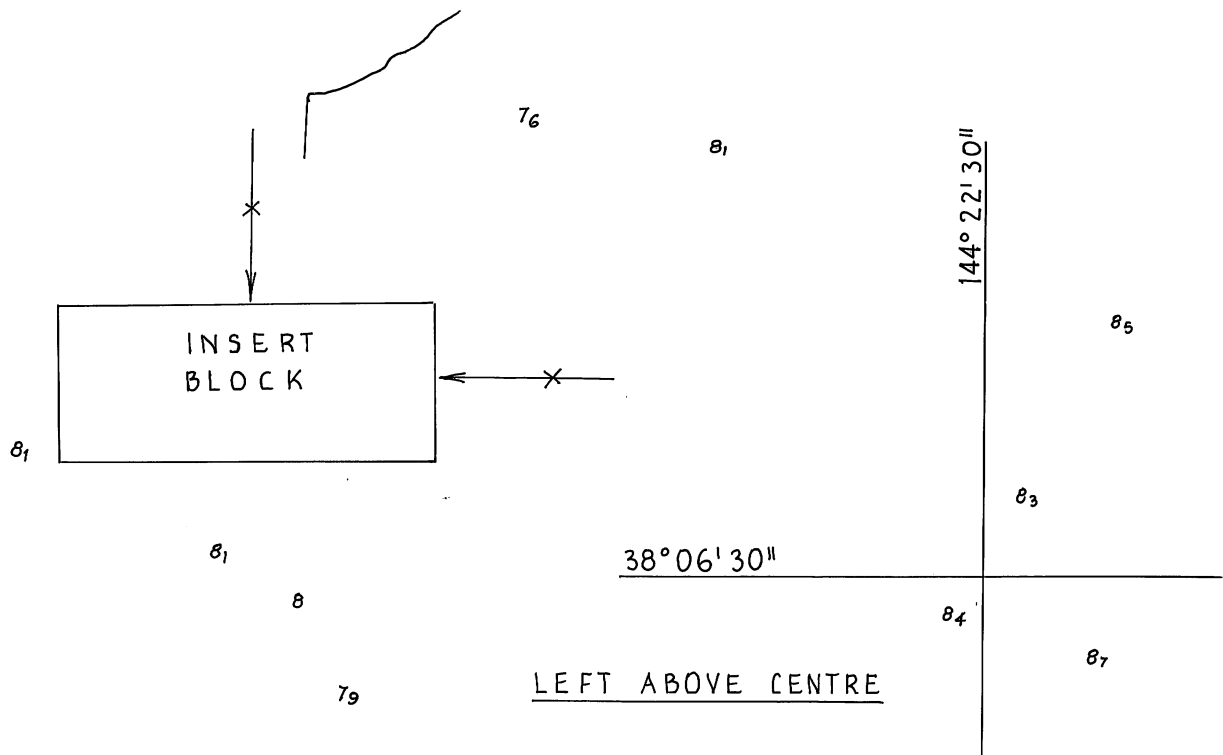 7₆
8₁
144° 22' 30"
INSERT
BLOCK
8₅
8₁
8₃
8₁
38° 06' 30"
8
8₄
8₇
LEFT ABOVE CENTRE
7₉